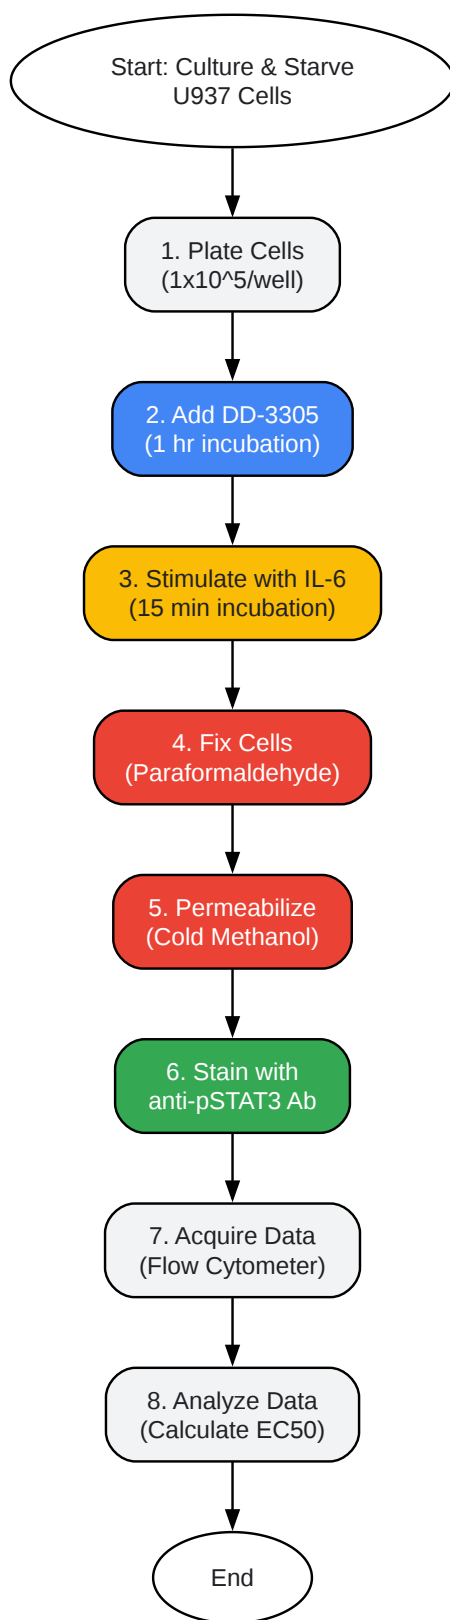 Start: Culture & Starve
U937 Cells
1. Plate Cells
(1x10^5/well)
2. Add DD-3305
(1 hr incubation)
3. Stimulate with IL-6
(15 min incubation)
4. Fix Cells
(Paraformaldehyde)
5. Permeabilize
(Cold Methanol)
6. Stain with
anti-pSTAT3 Ab
7. Acquire Data
(Flow Cytometer)
8. Analyze Data
(Calculate EC50)
End